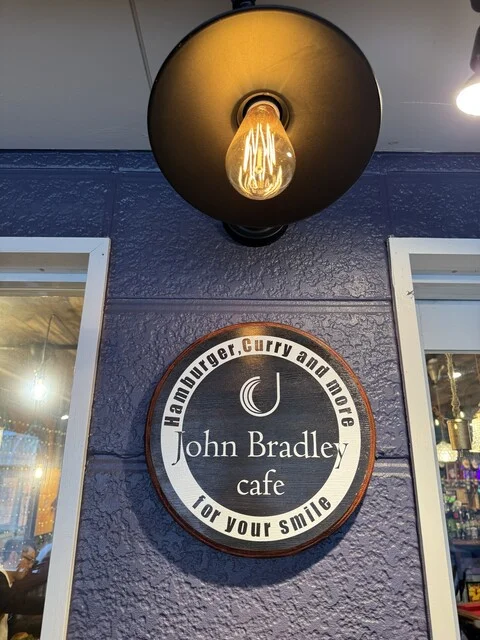 Hamburger,Curry and more
John Bradley
cafe
for your smile